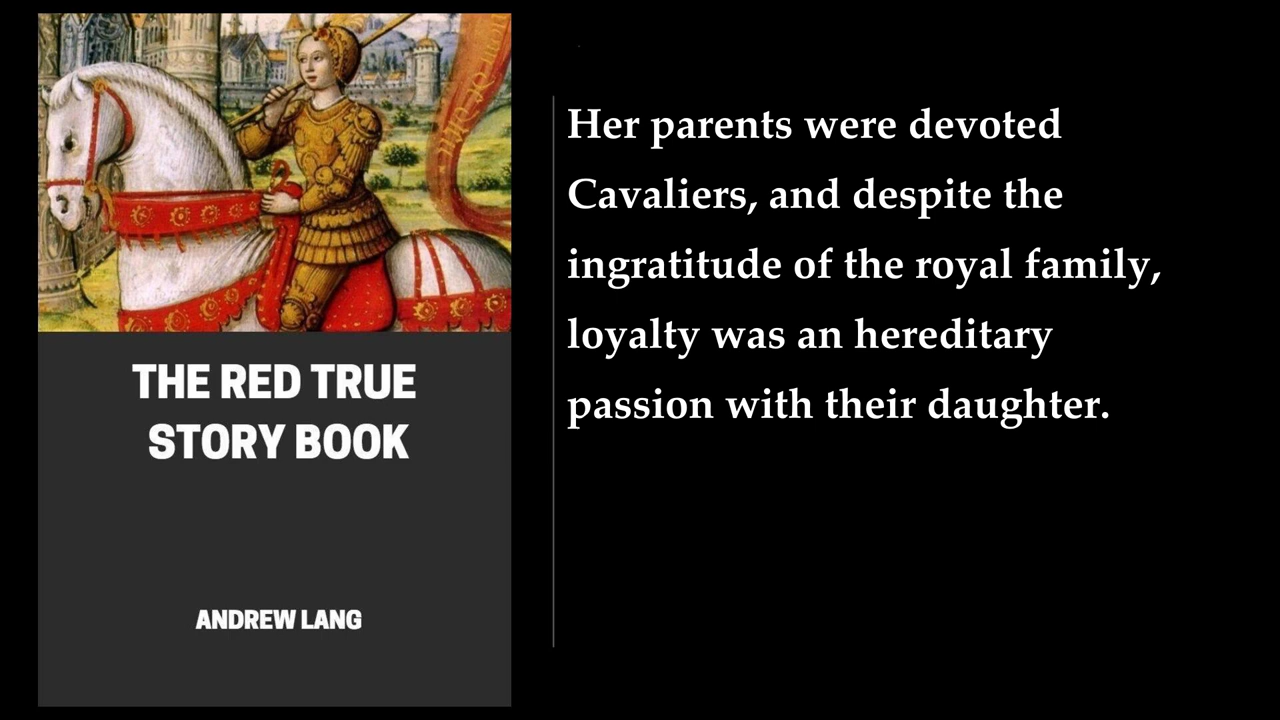 THE RED TRUE
STORY BOOK
ANDREW LANG
Her parents were devoted
Cavaliers, and despite the
ingratitude of the royal family,
loyalty was an hereditary
passion with their daughter.